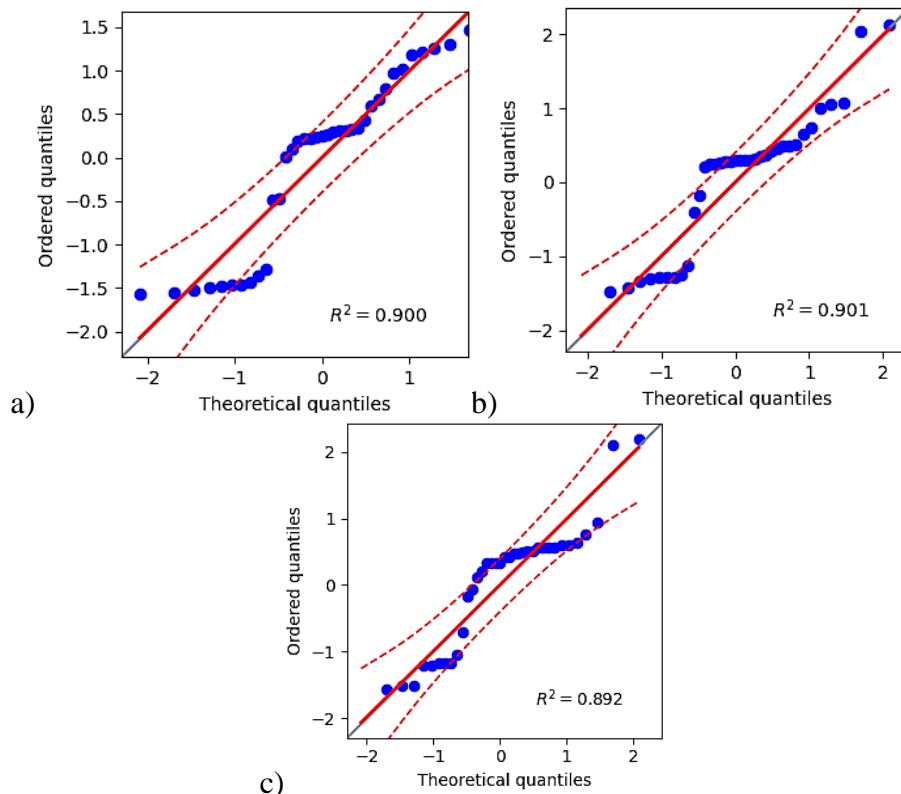 1.5
1.0
0.5
0.0
−0.5
−1.0
−1.5
−2.0
Ordered quantiles
R² = 0.900
−2 −1 0 1
Theoretical quantiles
a)
2
1
0
−1
−2
Ordered quantiles
R² = 0.901
−2 −1 0 1 2
Theoretical quantiles
b)
2
1
0
−1
−2
Ordered quantiles
R² = 0.892
−2 −1 0 1 2
Theoretical quantiles
c)